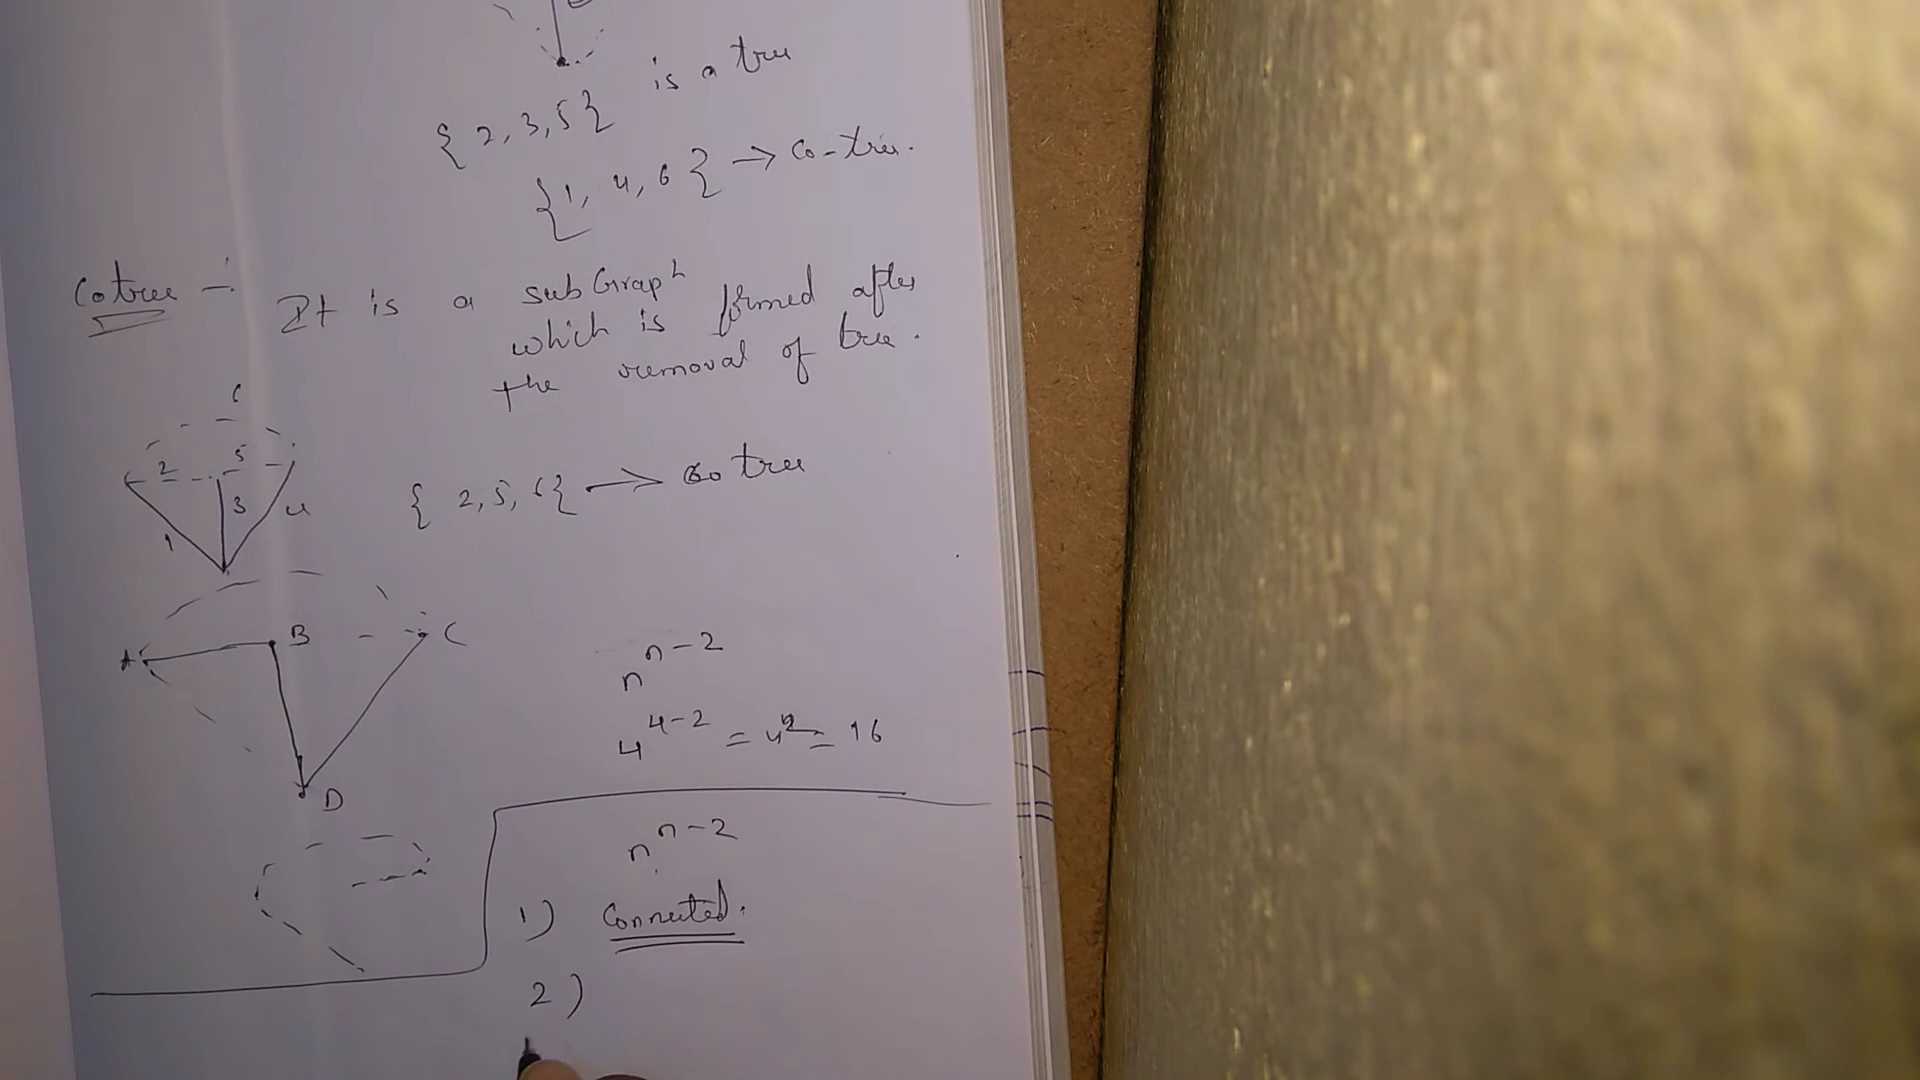 {2, 3, 5} is a tree
{1, 4, 6} → Co-tree.
Cotree -: It is a subGraph
which is formed after
the removal of tree.
6
2 5
3 4
1
{2, 5, 6} → Co tree
A B C
D
n^{n-2}
4^{4-2} = 4^2 = 16
n^{n-2}
1) Connected.
2)